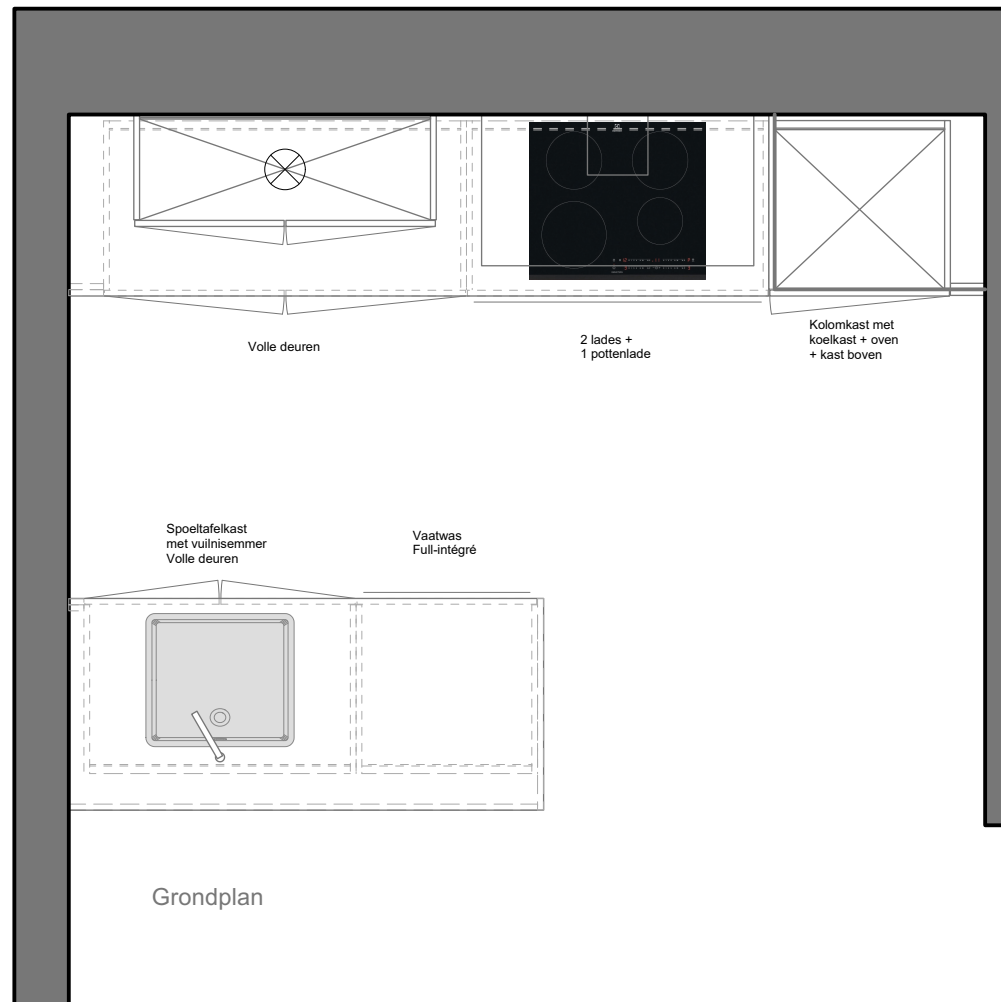 Volle deuren
2 lades +
1 pottenlade
Kolomkast met
koelkast + oven
+ kast boven
Spoeltafelkast
met vuilnisemmer
Volle deuren
Vaatwas
Full-intégré
Grondplan